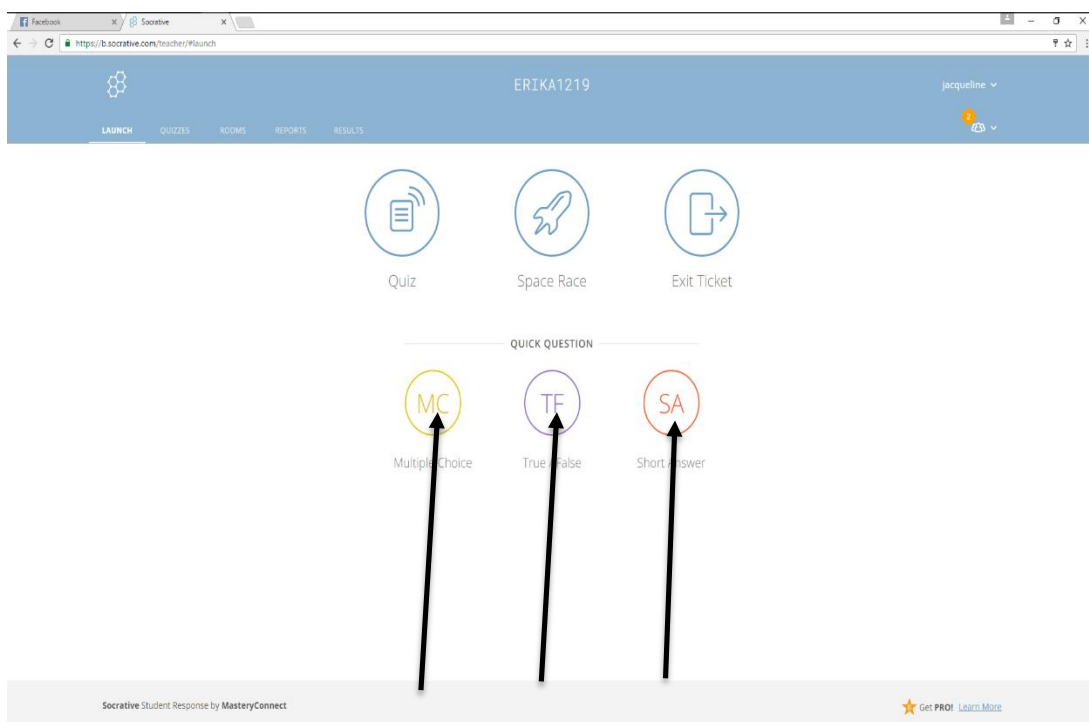 Facebook
Socrative
https://b.socrative.com/teacher/#launch
ERIKA1219
jacqueline
2
LAUNCH QUIZZES ROOMS REPORTS RESULTS
Quiz Space Race Exit Ticket
QUICK QUESTION
MC TF SA
Multiple Choice True / False Short Answer
Socrative Student Response by MasteryConnect
Get PRO! Learn More